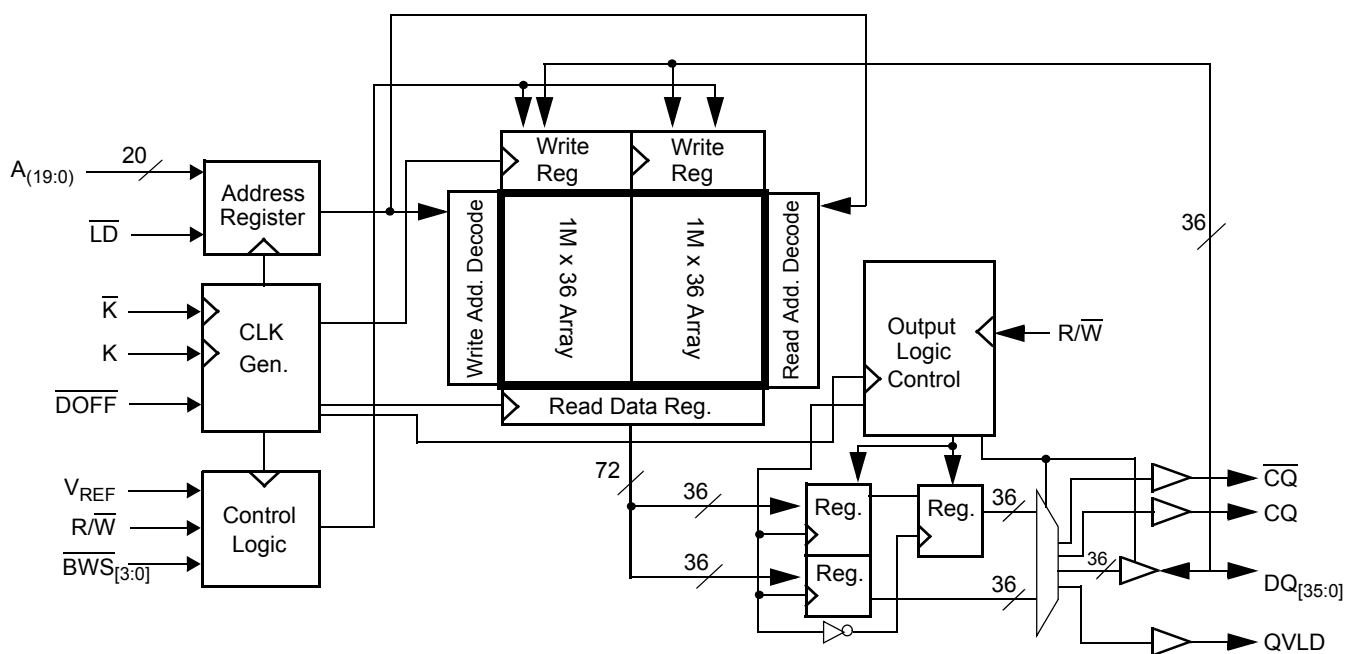 A(19:0)
20
LD
Address
Register
K
K
DOFF
CLK
Gen.
VREF
R/W
BWS[3:0]
Control
Logic
Write
Reg
Write
Reg
Write Add. Decode
1M x 36 Array
1M x 36 Array
Read Add. Decode
Read Data Reg.
72
36
36
Output
Logic
Control
R/W
36
Reg.
Reg.
Reg.
36
36
36
CQ
CQ
DQ[35:0]
QVLD